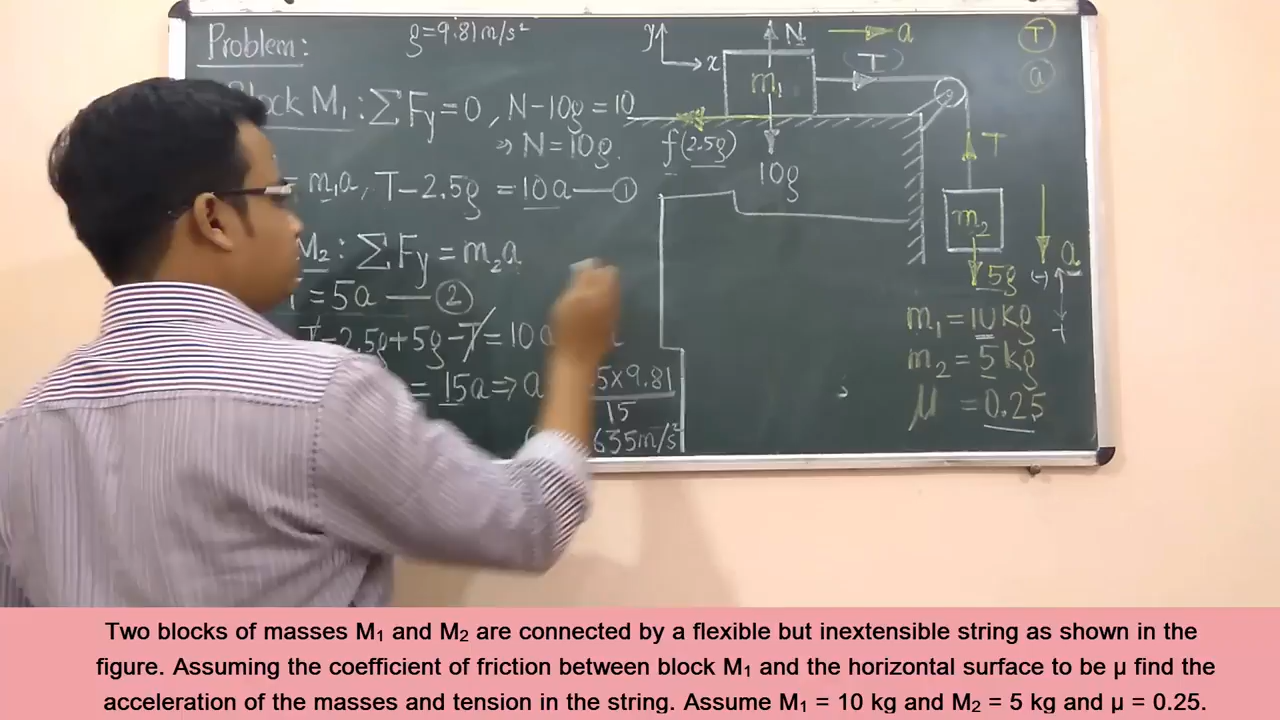 Problem:
g=9.81m/s²
Block M₁: ΣFy=0, N-10g=10
⇒ N=10g.
= m₁a, T-2.5g = 10a — ①
M₂: ΣFy = m₂a
= 5a — ②
-2.5g+5g-T = 10a
= 15a ⇒ a
5×9.81
15
635m/s²
y
x
N
a
m₁
T
f(2.5g)
10g
T
m₂
5g
a
(-)
+
T
a
m₁ = 10kg
m₂ = 5kg
μ = 0.25
Two blocks of masses M₁ and M₂ are connected by a flexible but inextensible string as shown in the
figure. Assuming the coefficient of friction between block M₁ and the horizontal surface to be μ find the
acceleration of the masses and tension in the string. Assume M₁ = 10 kg and M₂ = 5 kg and μ = 0.25.